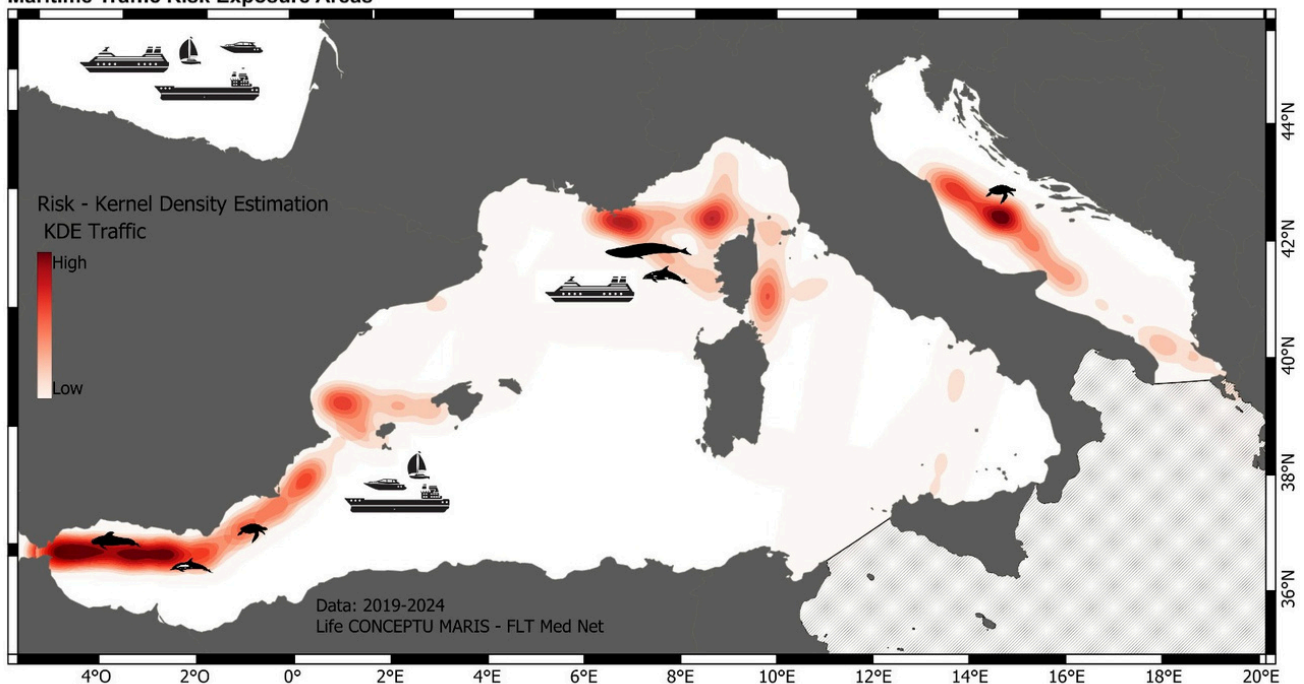 Maritime Traffic Risk Exposure Areas
Risk - Kernel Density Estimation
KDE Traffic
High
Low
Data: 2019-2024
Life CONCEPTU MARIS - FLT Med Net
44°N
42°N
40°N
38°N
36°N
4°O 2°O 0° 2°E 4°E 6°E 8°E 10°E 12°E 14°E 16°E 18°E 20°E